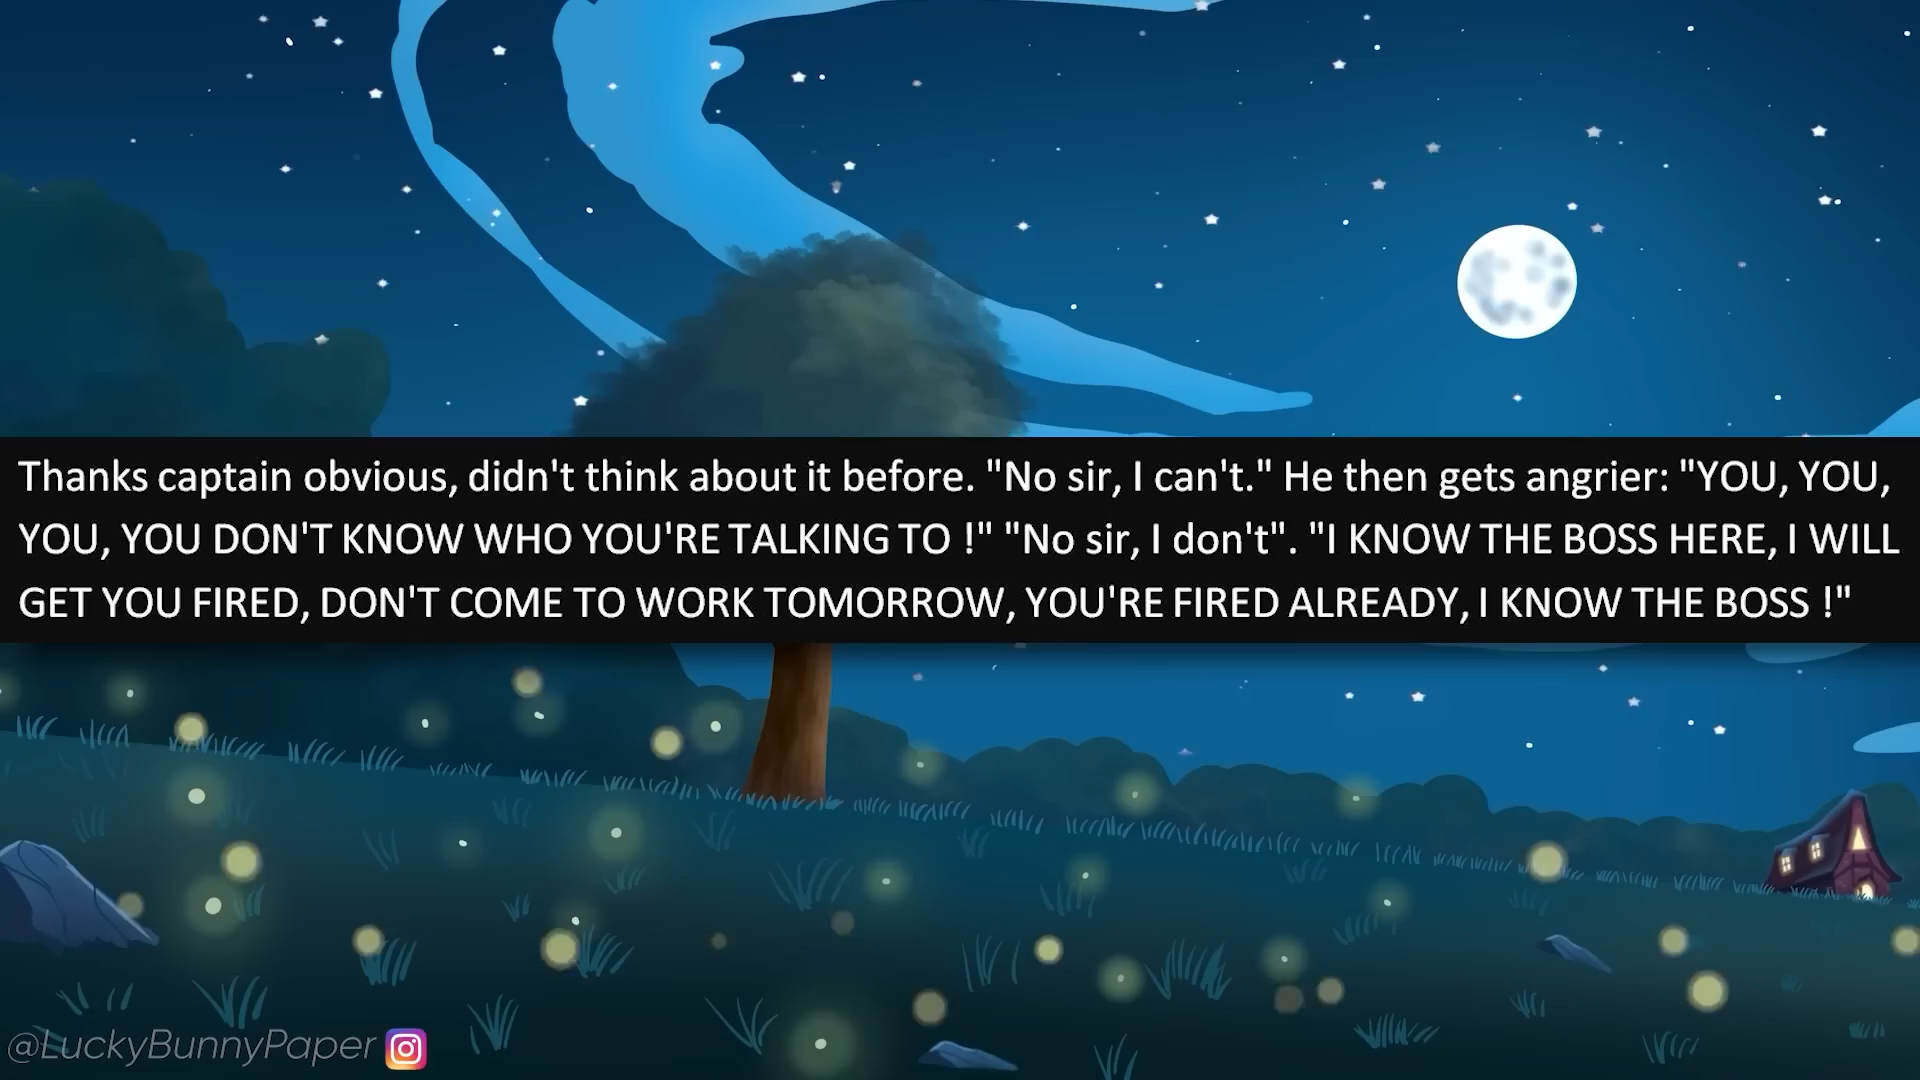 Thanks captain obvious, didn't think about it before. "No sir, I can't." He then gets angrier: "YOU, YOU,
YOU, YOU DON'T KNOW WHO YOU'RE TALKING TO !" "No sir, I don't". "I KNOW THE BOSS HERE, I WILL
GET YOU FIRED, DON'T COME TO WORK TOMORROW, YOU'RE FIRED ALREADY, I KNOW THE BOSS !"
@LuckyBunnyPaper